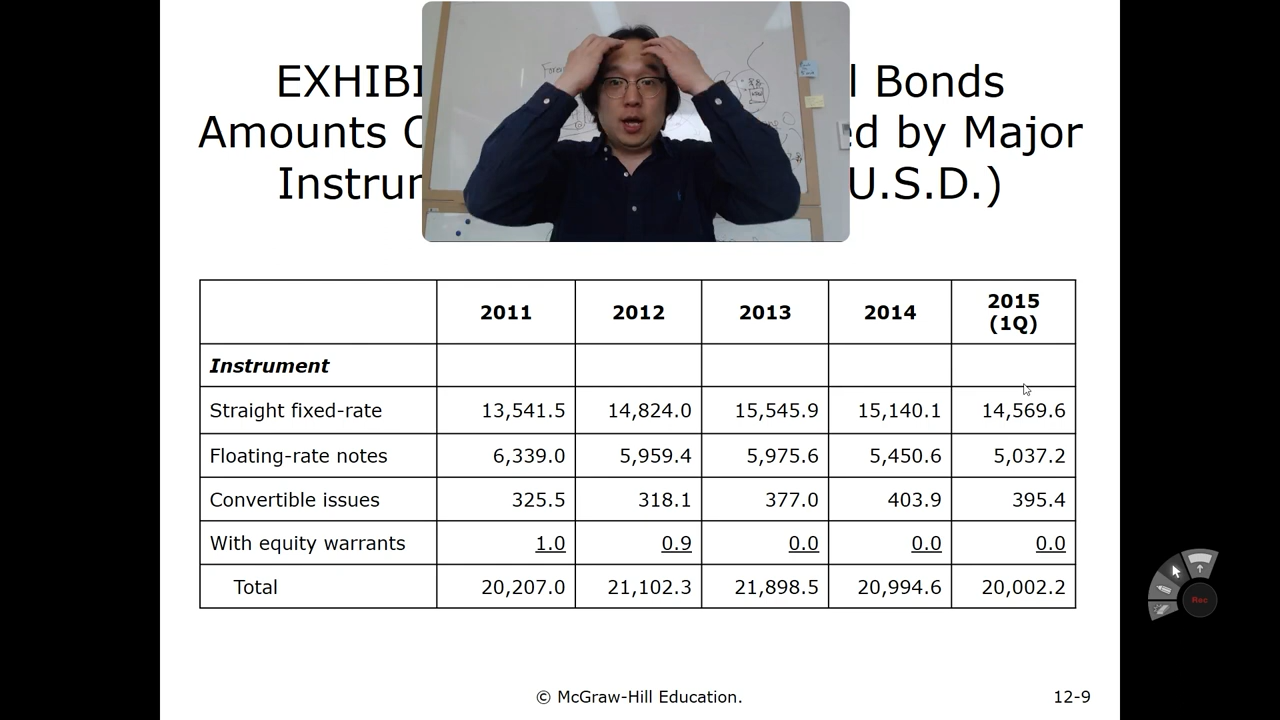 EXHIBI l Bonds
Amounts O ed by Major
Instrum U.S.D.)
2011 2012 2013 2014 2015
(1Q)
Instrument
Straight fixed-rate 13,541.5 14,824.0 15,545.9 15,140.1 14,569.6
Floating-rate notes 6,339.0 5,959.4 5,975.6 5,450.6 5,037.2
Convertible issues 325.5 318.1 377.0 403.9 395.4
With equity warrants 1.0 0.9 0.0 0.0 0.0
Total 20,207.0 21,102.3 21,898.5 20,994.6 20,002.2
© McGraw-Hill Education. 12-9
Rec